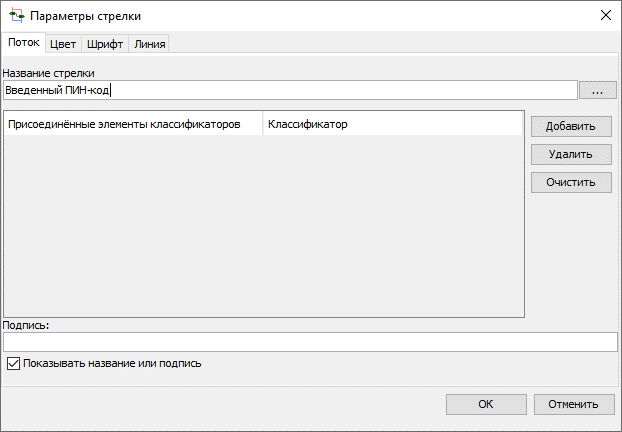 Параметры стрелки
Поток Цвет Шрифт Линия
Название стрелки
Введенный ПИН-код
...
Присоединённые элементы классификаторов Классификатор
Добавить
Удалить
Очистить
Подпись:
Показывать название или подпись
ОК Отменить